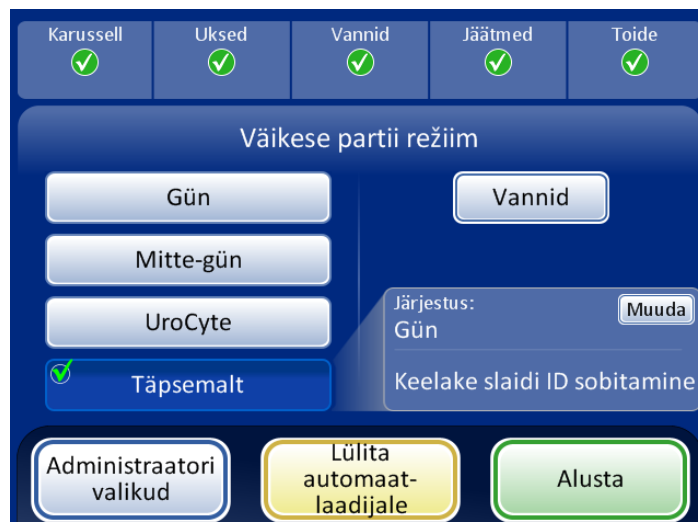 Karussell
Uksed
Vannid
Jäätmed
Toide
Väikese partii režiim
Gün
Vannid
Mitte-gün
UroCyte
Järjestus:
Muuda
Gün
Täpsemalt
Keelake slaidi ID sobitamine
Administraatori
valikud
Lülita
automaat-
laadijale
Alusta